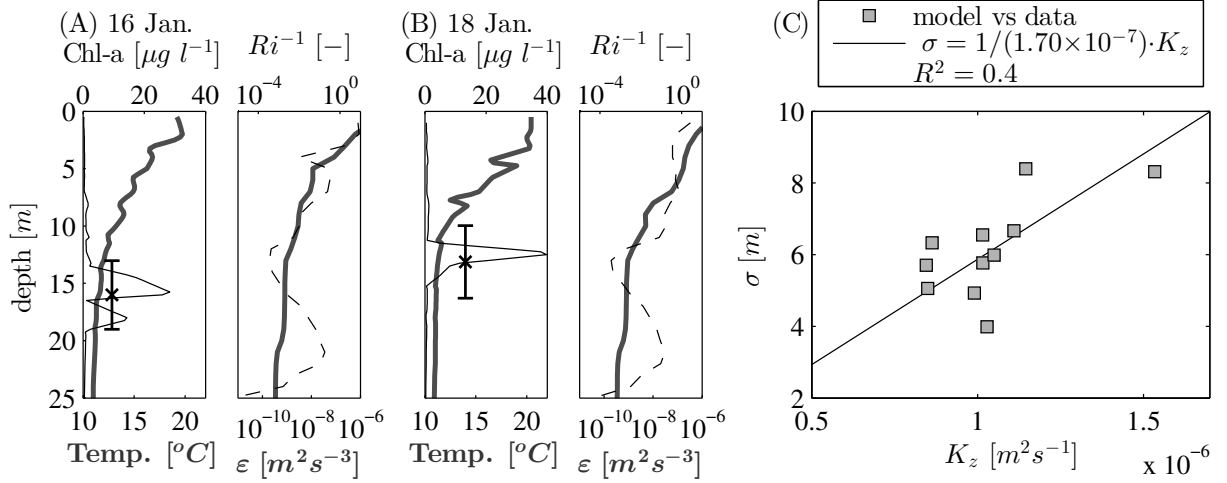 (A) 16 Jan.
Chl-a [μg l⁻¹]
Ri⁻¹ [−]
(B) 18 Jan.
Chl-a [μg l⁻¹]
Ri⁻¹ [−]
(C)
model vs data
σ = 1/(1.70×10⁻⁷)·K_z
R² = 0.4
0 20 40
10⁻⁴ 10⁰
0 20 40
10⁻⁴ 10⁰
0
5
10
15
20
25
depth [m]
10 15 20
Temp. [°C]
10⁻¹⁰ 10⁻⁸ 10⁻⁶
ε [m²s⁻³]
10 15 20
Temp. [°C]
10⁻¹⁰ 10⁻⁸ 10⁻⁶
ε [m²s⁻³]
10
8
6
4
2
σ [m]
0.5 1 1.5
K_z [m²s⁻¹]
x 10⁻⁶